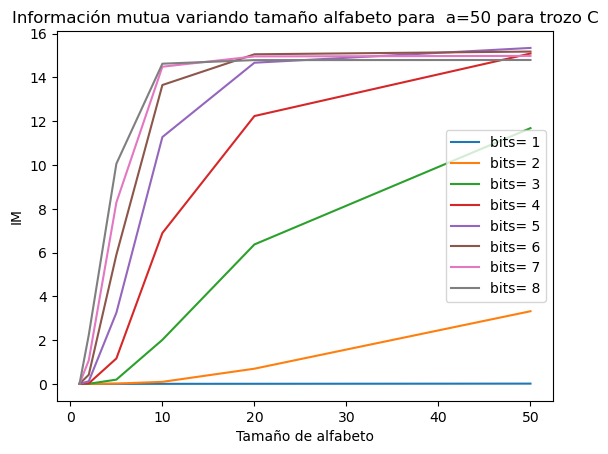 Información mutua variando tamaño alfabeto para  a=50 para trozo C
16
14
12
10
8
6
4
2
0
IM
bits= 1
bits= 2
bits= 3
bits= 4
bits= 5
bits= 6
bits= 7
bits= 8
0 10 20 30 40 50
Tamaño de alfabeto